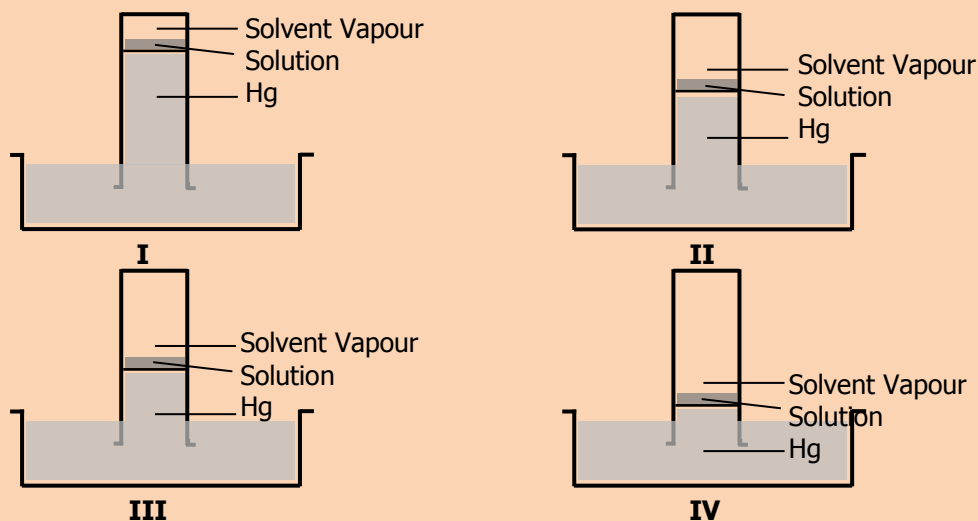 Solvent Vapour
Solution
Hg
I
Solvent Vapour
Solution
Hg
II
Solvent Vapour
Solution
Hg
III
Solvent Vapour
Solution
Hg
IV